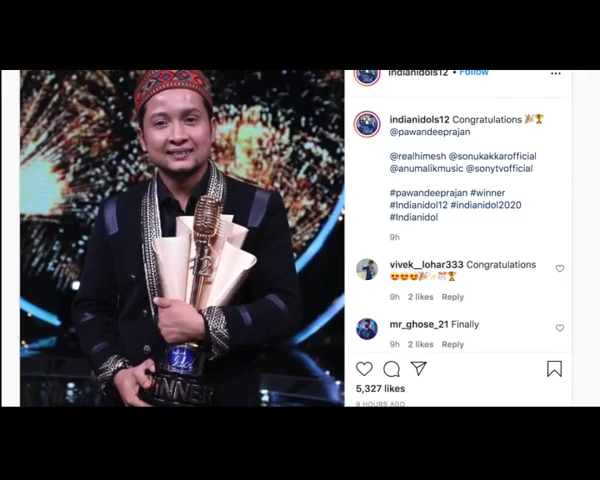 indianidols12 • Follow
indianidols12 Congratulations 🎉🏆
@pawandeeprajan
@realhimesh @sonukakkarofficial
@anumalikmusic @sonytvofficial
#pawandeeprajan #winner
#Indianidol12 #indianidol2020
#Indianidol
9h
vivek__lohar333 Congratulations
😍😍😍🎉✨🎊🏆
9h 2 likes Reply
mr_ghose_21 Finally
9h 2 likes Reply
5,327 likes
9 HOURS AGO
12
Idol
WINNER